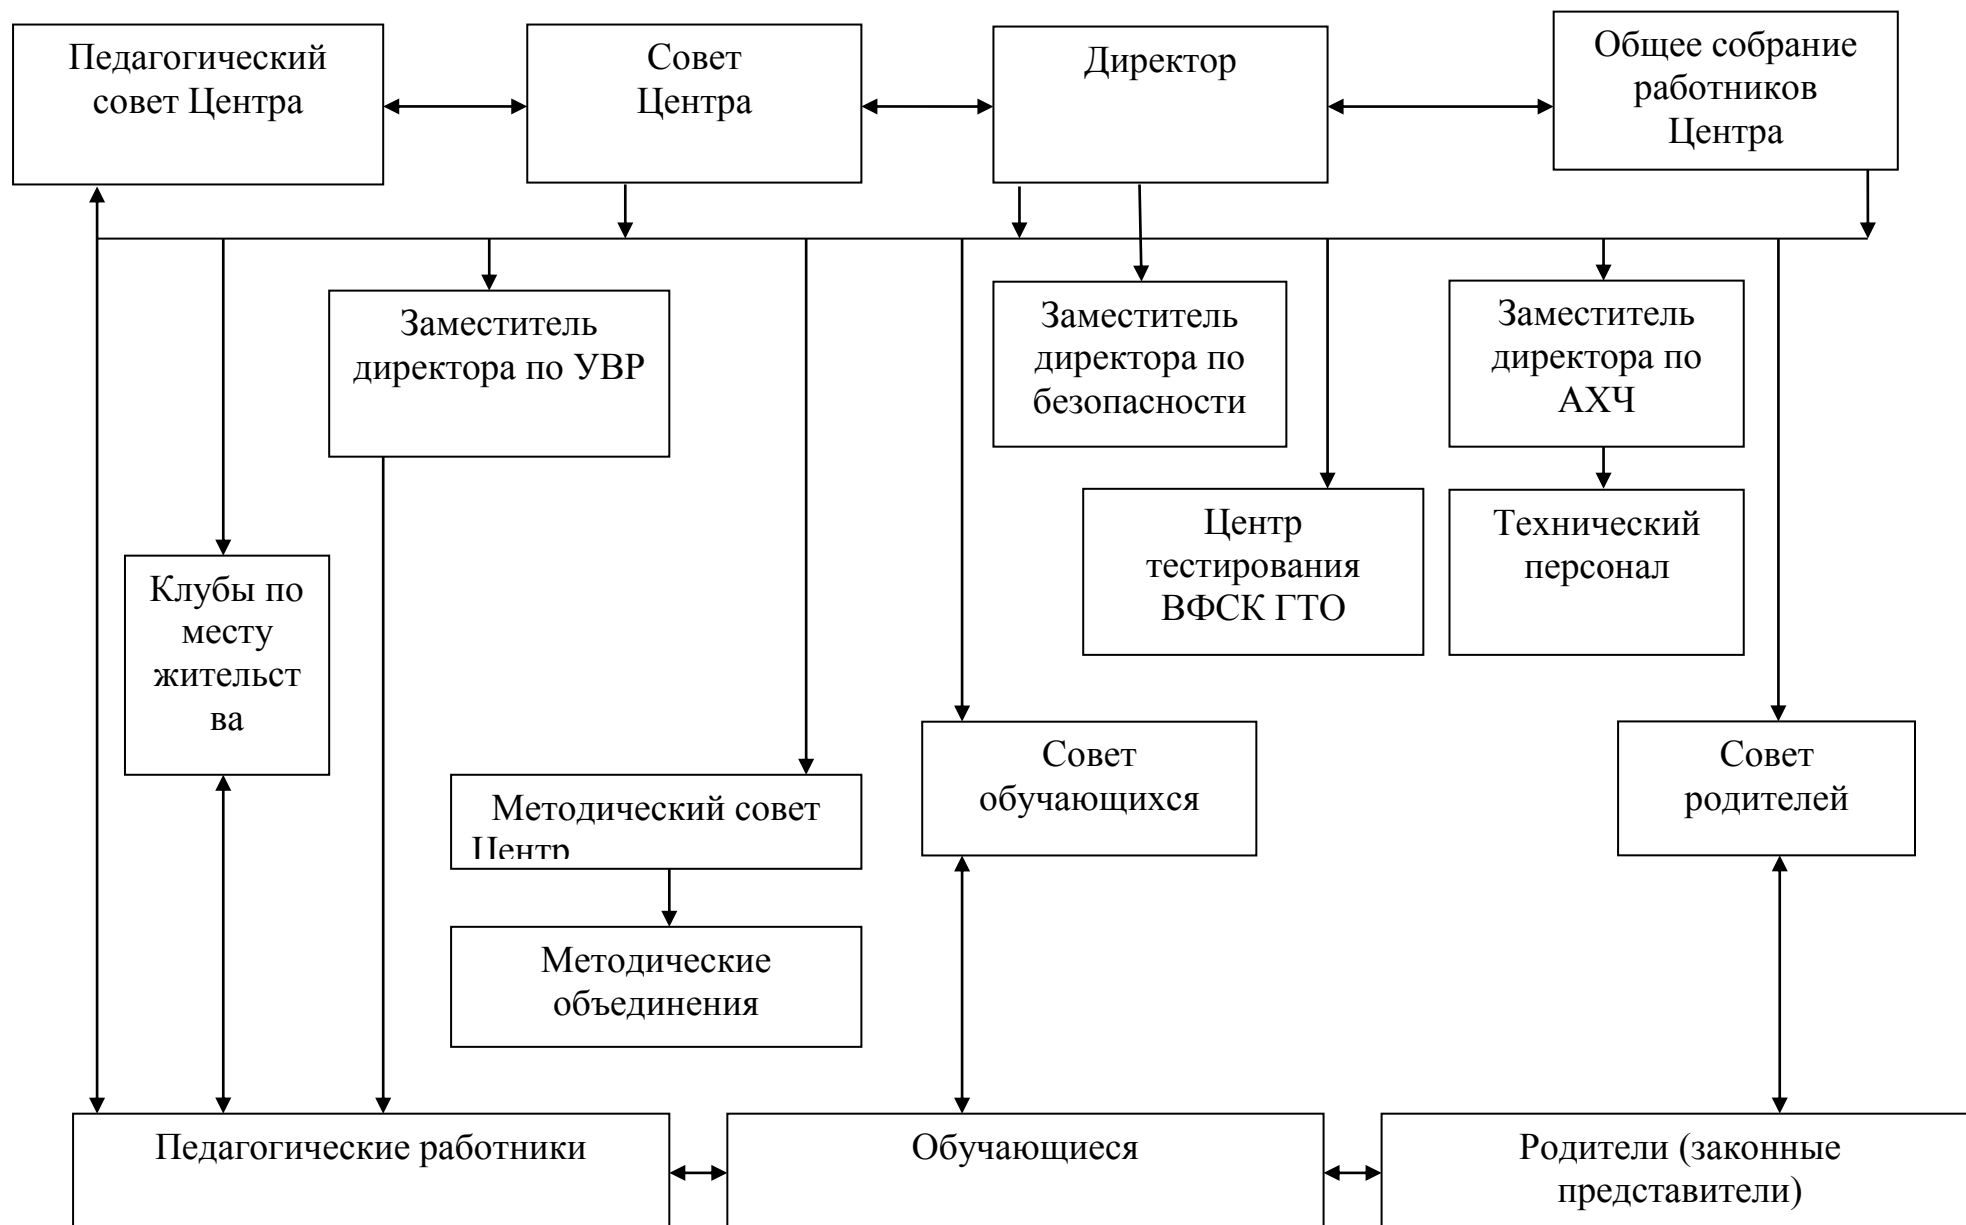 Педагогический
совет Центра
Совет
Центра
Директор
Общее собрание
работников
Центра
Заместитель
директора по УВР
Заместитель
директора по
безопасности
Заместитель
директора по
АХЧ
Центр
тестирования
ВФСК ГТО
Технический
персонал
Клубы по
месту
жительст
ва
Методический совет
Центр
Совет
обучающихся
Совет
родителей
Методические
объединения
Педагогические работники
Обучающиеся
Родители (законные
представители)